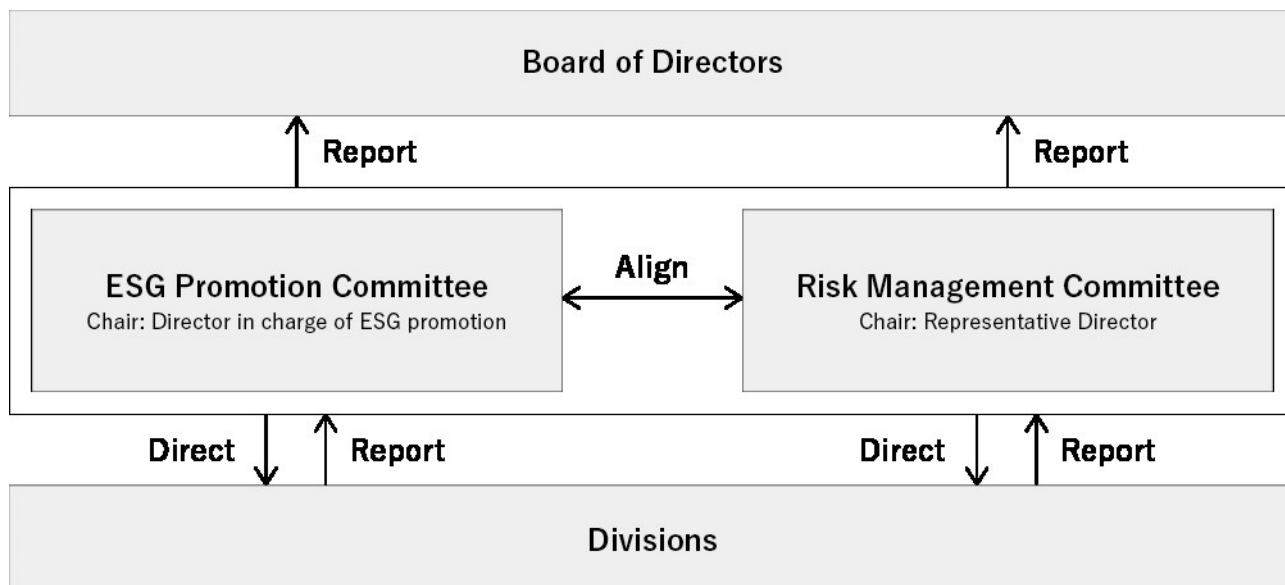 Board of Directors
Report
Report
ESG Promotion Committee
Chair: Director in charge of ESG promotion
Align
Risk Management Committee
Chair: Representative Director
Direct
Report
Direct
Report
Divisions